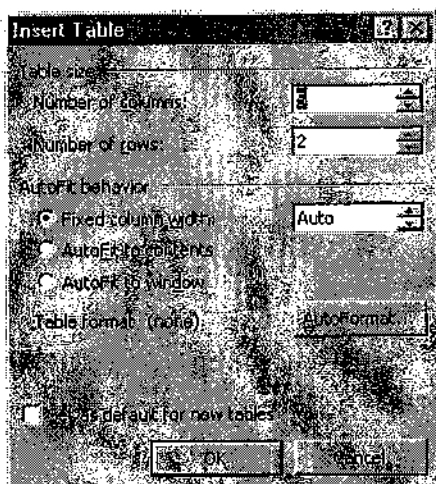 Insert Table
Table size
Number of columns:
Number of rows: 2
AutoFit behavior
Fixed column width: Auto
AutoFit to contents
AutoFit to window
Table format: (none) AutoFormat...
as default for new tables
OK Cancel